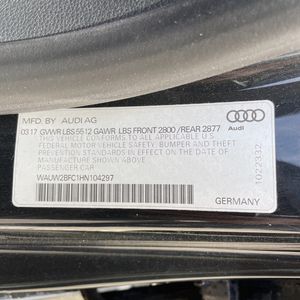 MFD. BY AUDI AG
03.17 GVWR LBS 5512 GAWR LBS FRONT 2800 / REAR 2877
THIS VEHICLE CONFORMS TO ALL APPLICABLE U.S
FEDERAL MOTOR VEHICLE SAFETY, BUMPER, AND THEFT
PREVENTION STANDARDS IN EFFECT ON THE DATE OF
MANUFACTURE SHOWN ABOVE
PASSENGER CAR
WAUW2BFC1HN104297
GERMANY
Audi
1022332